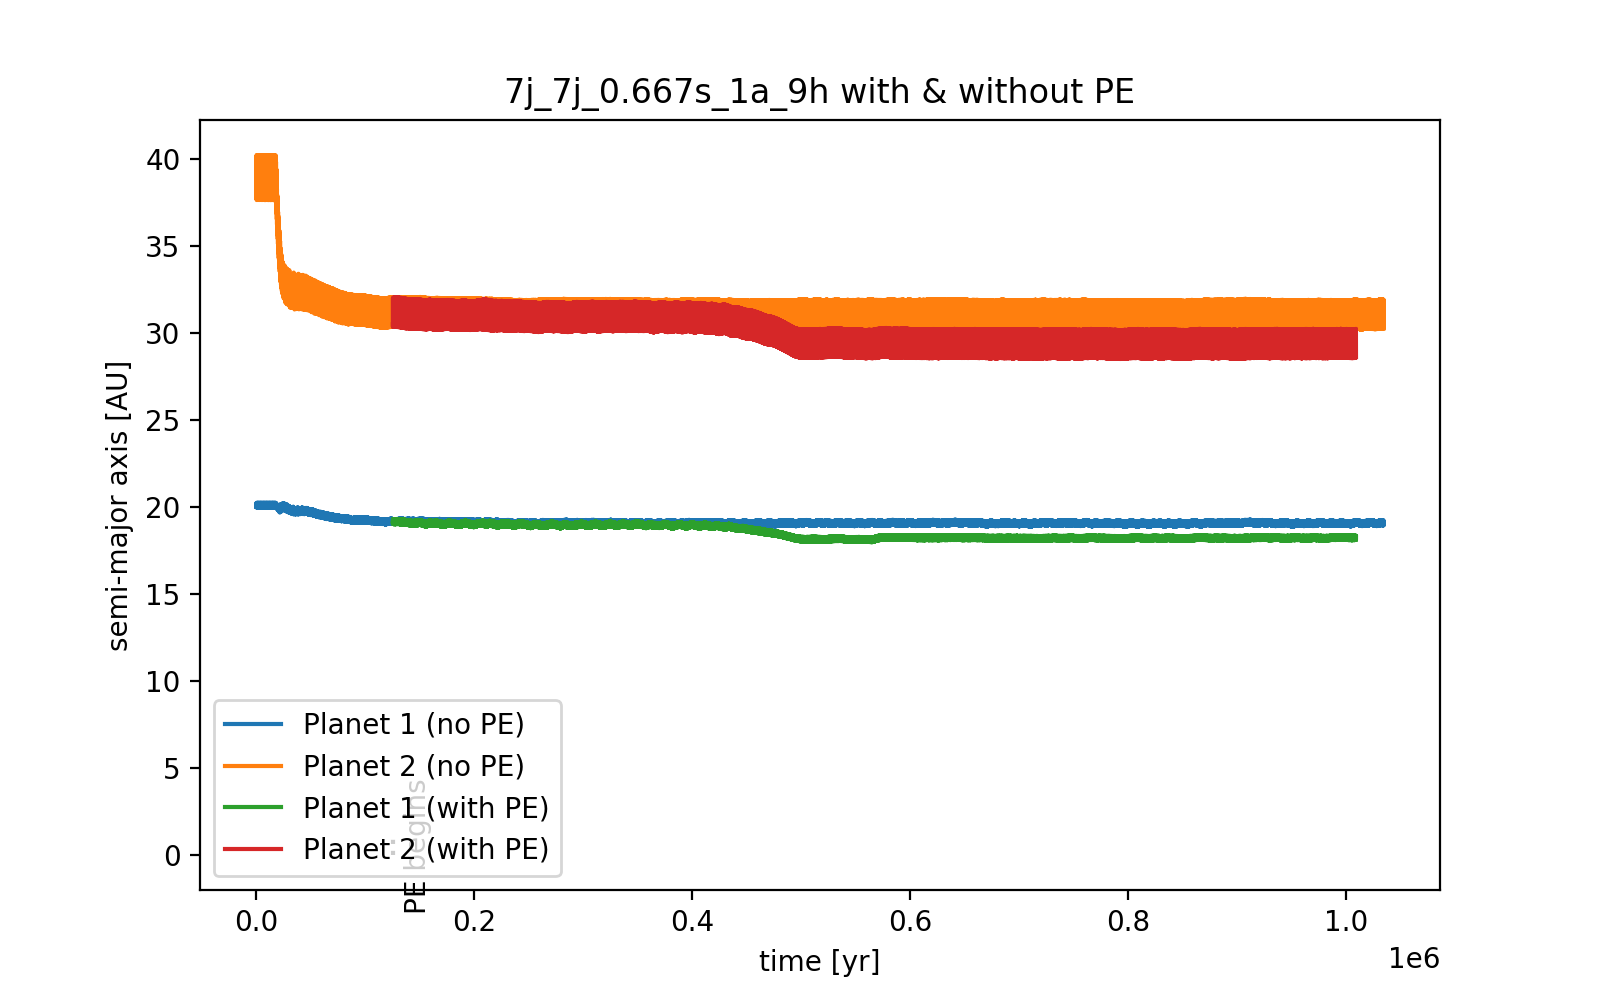 7j_7j_0.667s_1a_9h with & without PE
semi-major axis [AU]
40
35
30
25
20
15
10
5
0
Planet 1 (no PE)
Planet 2 (no PE)
Planet 1 (with PE)
Planet 2 (with PE)
PE begins
0.0
0.2
0.4
0.6
0.8
1.0
time [yr]
1e6